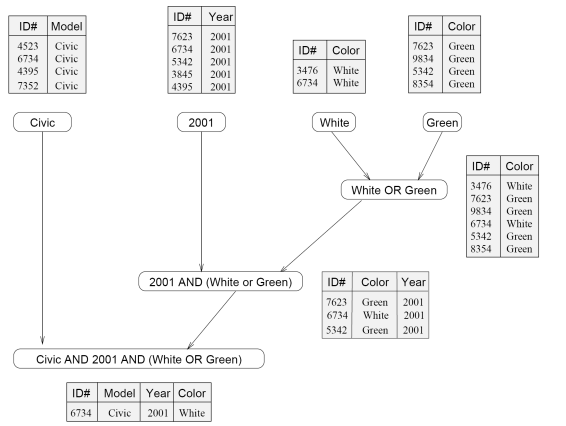 ID# Model
4523 Civic
6734 Civic
4395 Civic
7352 Civic
ID# Year
7623 2001
6734 2001
5342 2001
3845 2001
4395 2001
ID# Color
3476 White
6734 White
ID# Color
7623 Green
9834 Green
5342 Green
8354 Green
Civic
2001
White
Green
White OR Green
ID# Color
3476 White
7623 Green
9834 Green
6734 White
5342 Green
8354 Green
2001 AND (White or Green)
ID# Color Year
7623 Green 2001
6734 White 2001
5342 Green 2001
Civic AND 2001 AND (White OR Green)
ID# Model Year Color
6734 Civic 2001 White